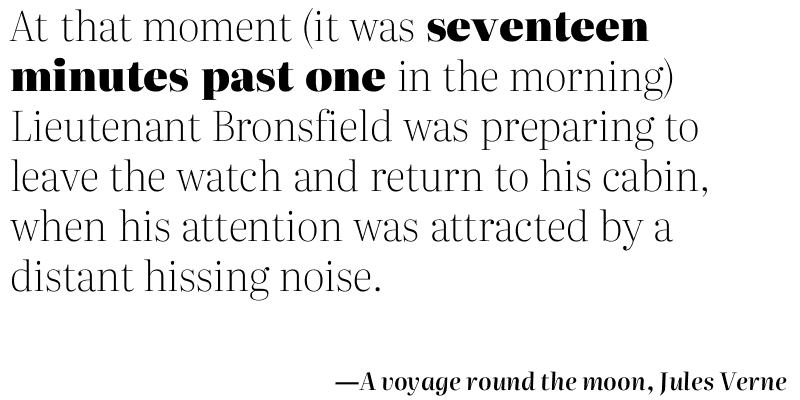 At that moment (it was seventeen
minutes past one in the morning)
Lieutenant Bronsfield was preparing to
leave the watch and return to his cabin,
when his attention was attracted by a
distant hissing noise.
—A voyage round the moon, Jules Verne